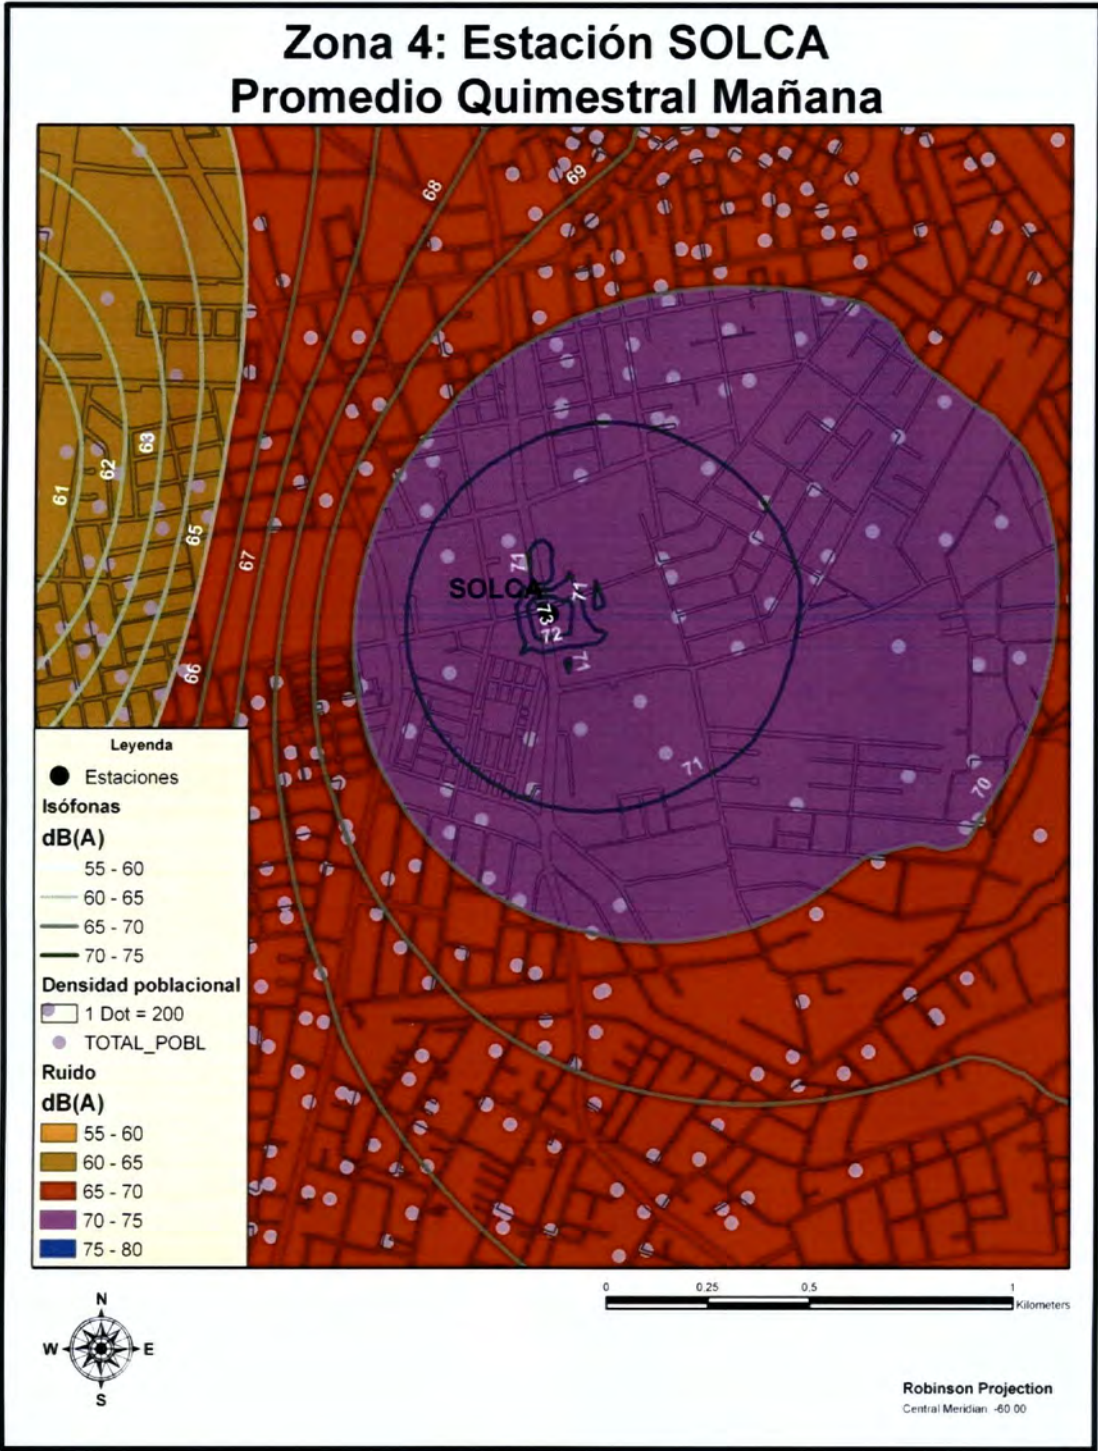 Zona 4: Estación SOLCA
Promedio Quimestral Mañana
68
69
61
62
63
65
67
66
71
SOLCA
71
73
72
71
71
70
Leyenda
Estaciones
Isófonas
dB(A)
55 - 60
60 - 65
65 - 70
70 - 75
Densidad poblacional
1 Dot = 200
TOTAL_POBL
Ruido
dB(A)
55 - 60
60 - 65
65 - 70
70 - 75
75 - 80
N
W
E
S
0 0.25 0.5 1
Kilometers
Robinson Projection
Central Meridian: -60.00